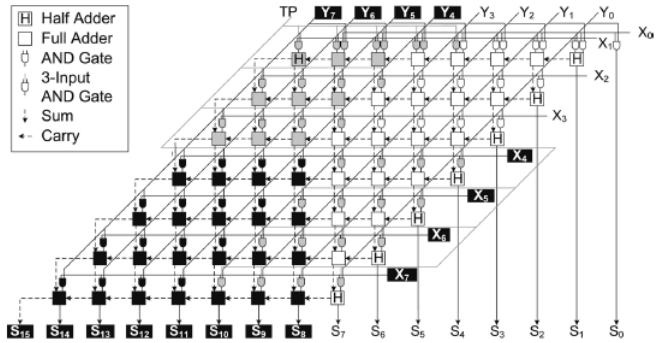 TP Y7 Y6 Y5 Y4 Y3 Y2 Y1 Y0
H Half Adder
Full Adder
AND Gate
3-Input
AND Gate
Sum
Carry
X0
X1
H H
X2
H
X3
H
X4
H
X5
H
X6
H
X7
H
S15 S14 S13 S12 S11 S10 S9 S8 S7 S6 S5 S4 S3 S2 S1 S0